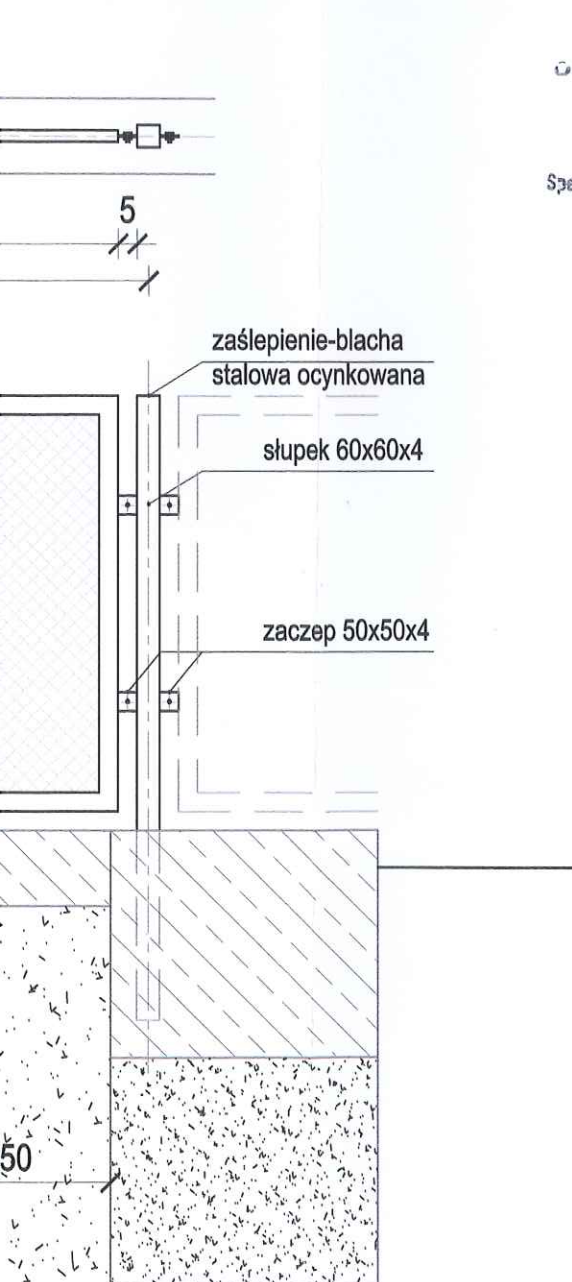 5
zaślepienie-blacha
stalowa ocynkowana
słupek 60x60x4
zaczep 50x50x4
50